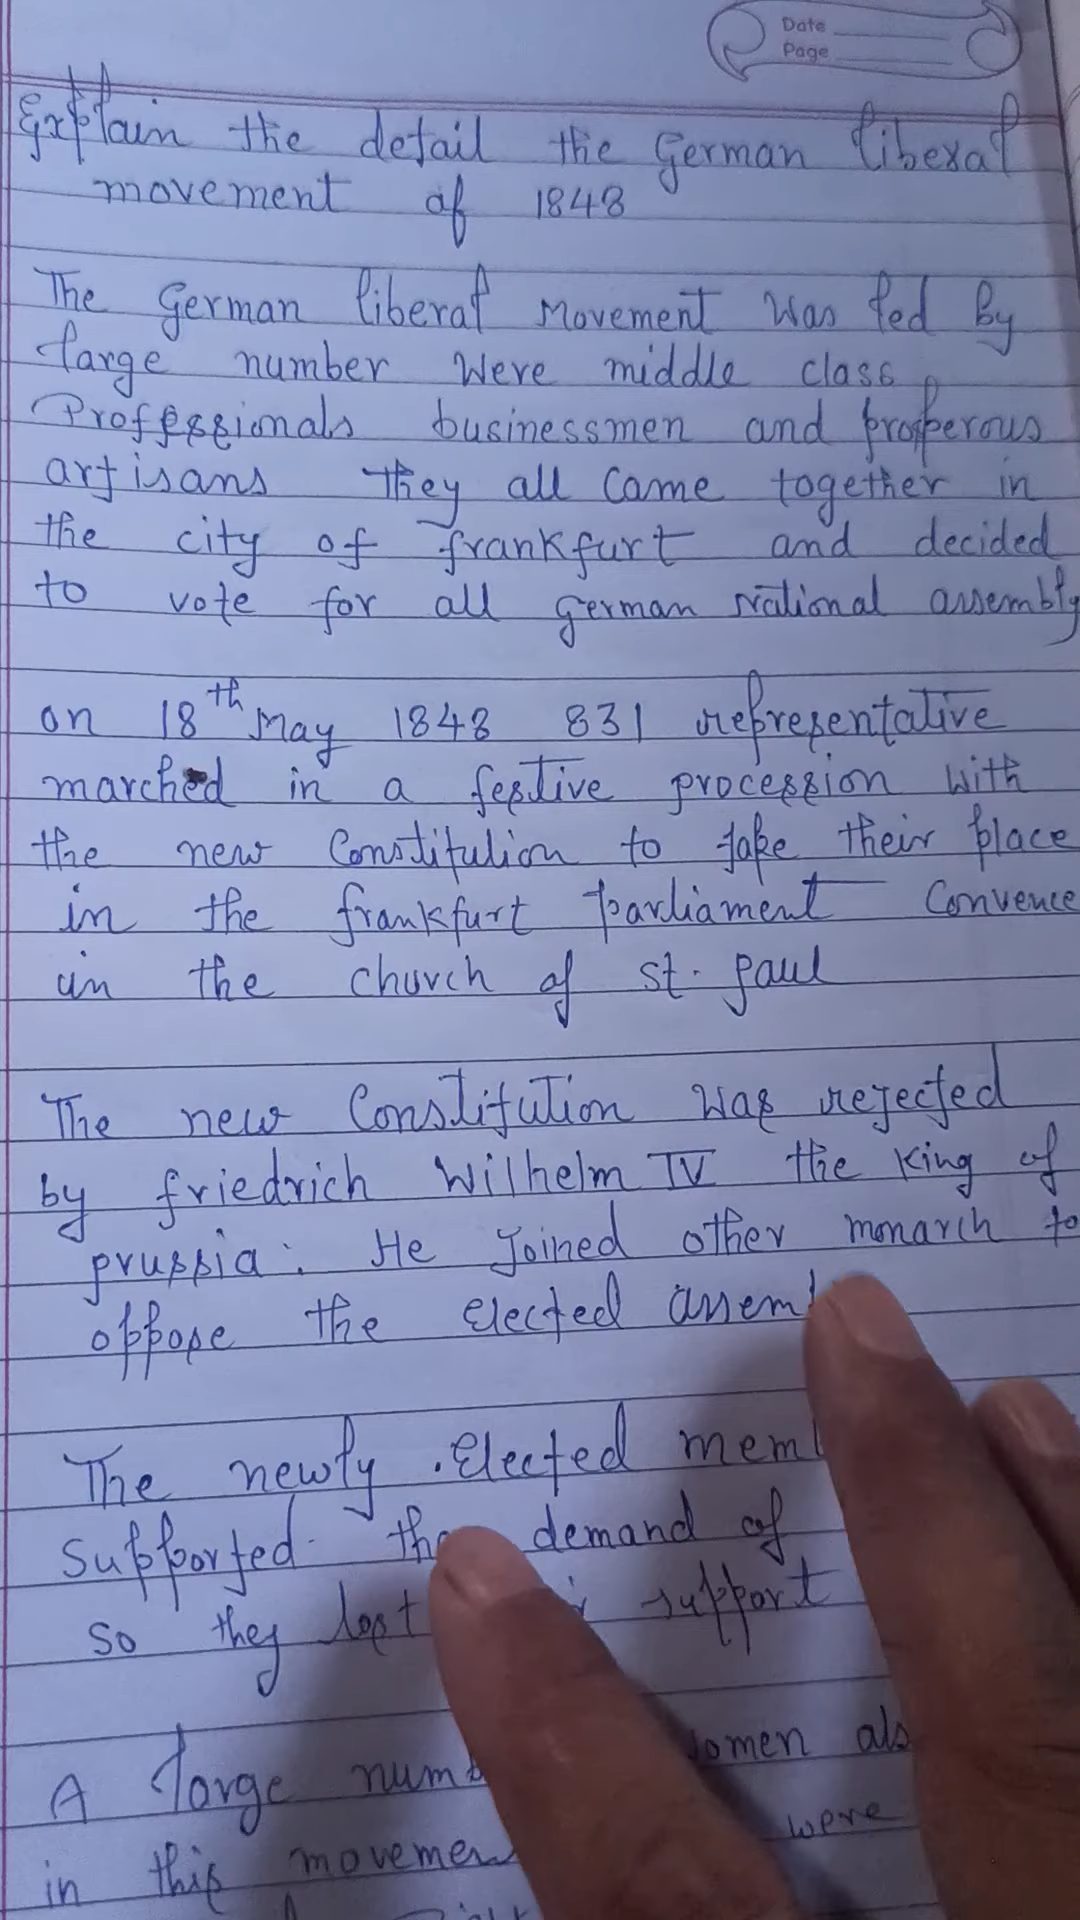 Date
Page
Explain the detail the German liberal
movement of 1848
The German liberal Movement was led by
large number were middle class
Proffessionals businessmen and prosperous
artisans They all came together in
the city of frankfurt and decided
to vote for all German National assembly
on 18th May 1848 831 representative
marched in a festive procession with
the new Constitution to take their place
in the frankfurt Parliament Convence
in the church of st. paul
The new Constitution was rejected
by friedrich Wilhelm IV the King of
prussia. He joined other monarch to
oppose the elected assem
The newly Elected mem
supported the demand of
so they lost support
A large num women als
in this movemen were